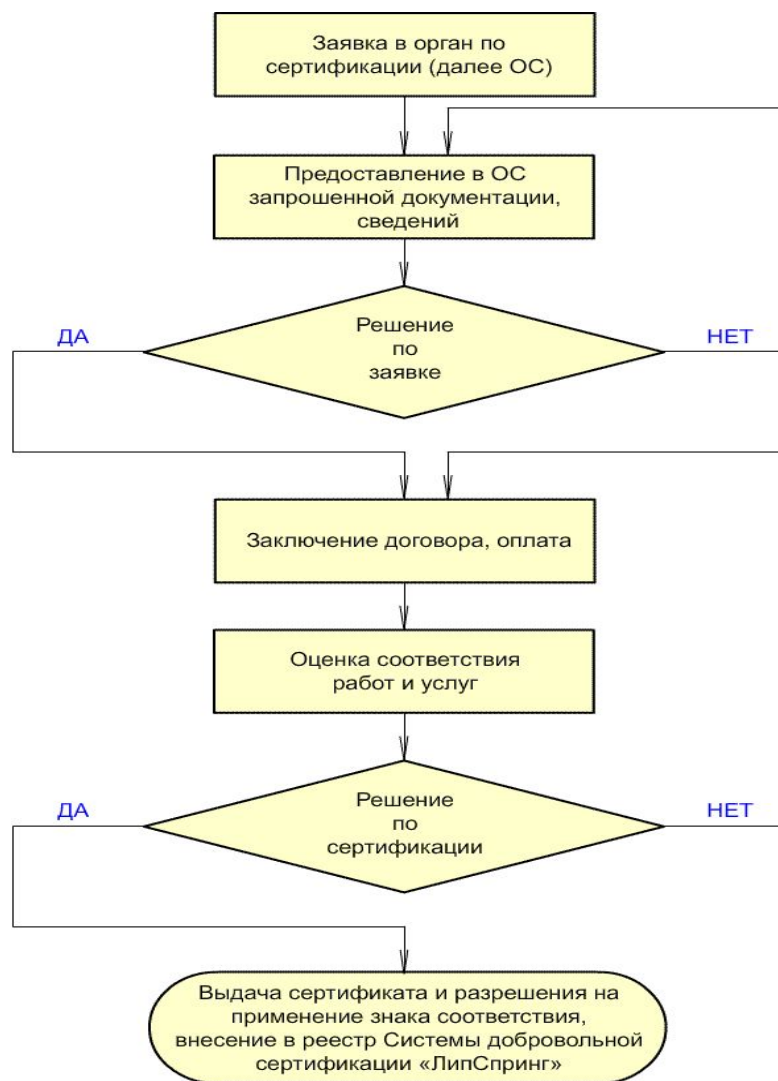 Заявка в орган по
сертификации (далее ОС)
Предоставление в ОС
запрошенной документации,
сведений
ДА
Решение
по
заявке
НЕТ
Заключение договора, оплата
Оценка соответствия
работ и услуг
ДА
Решение
по
сертификации
НЕТ
Выдача сертификата и разрешения на
применение знака соответствия,
внесение в реестр Системы добровольной
сертификации «ЛипСпринг»